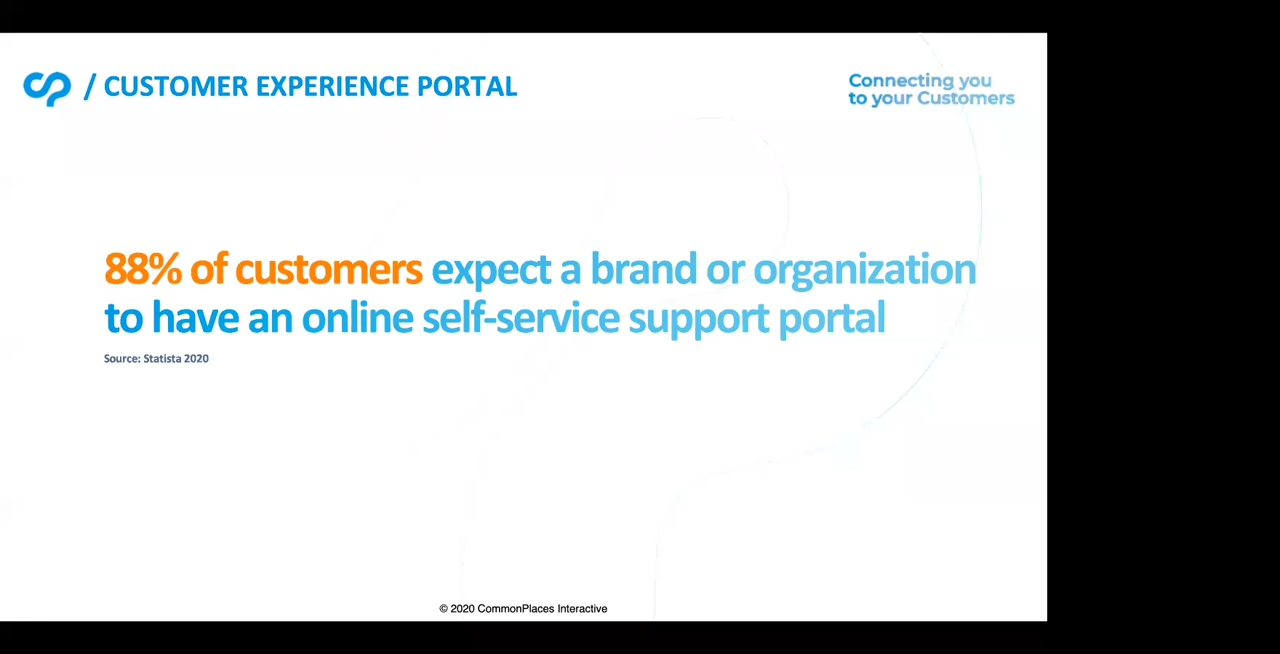 / CUSTOMER EXPERIENCE PORTAL
Connecting you
to your Customers
88% of customers expect a brand or organization
to have an online self-service support portal
Source: Statista 2020
© 2020 CommonPlaces Interactive